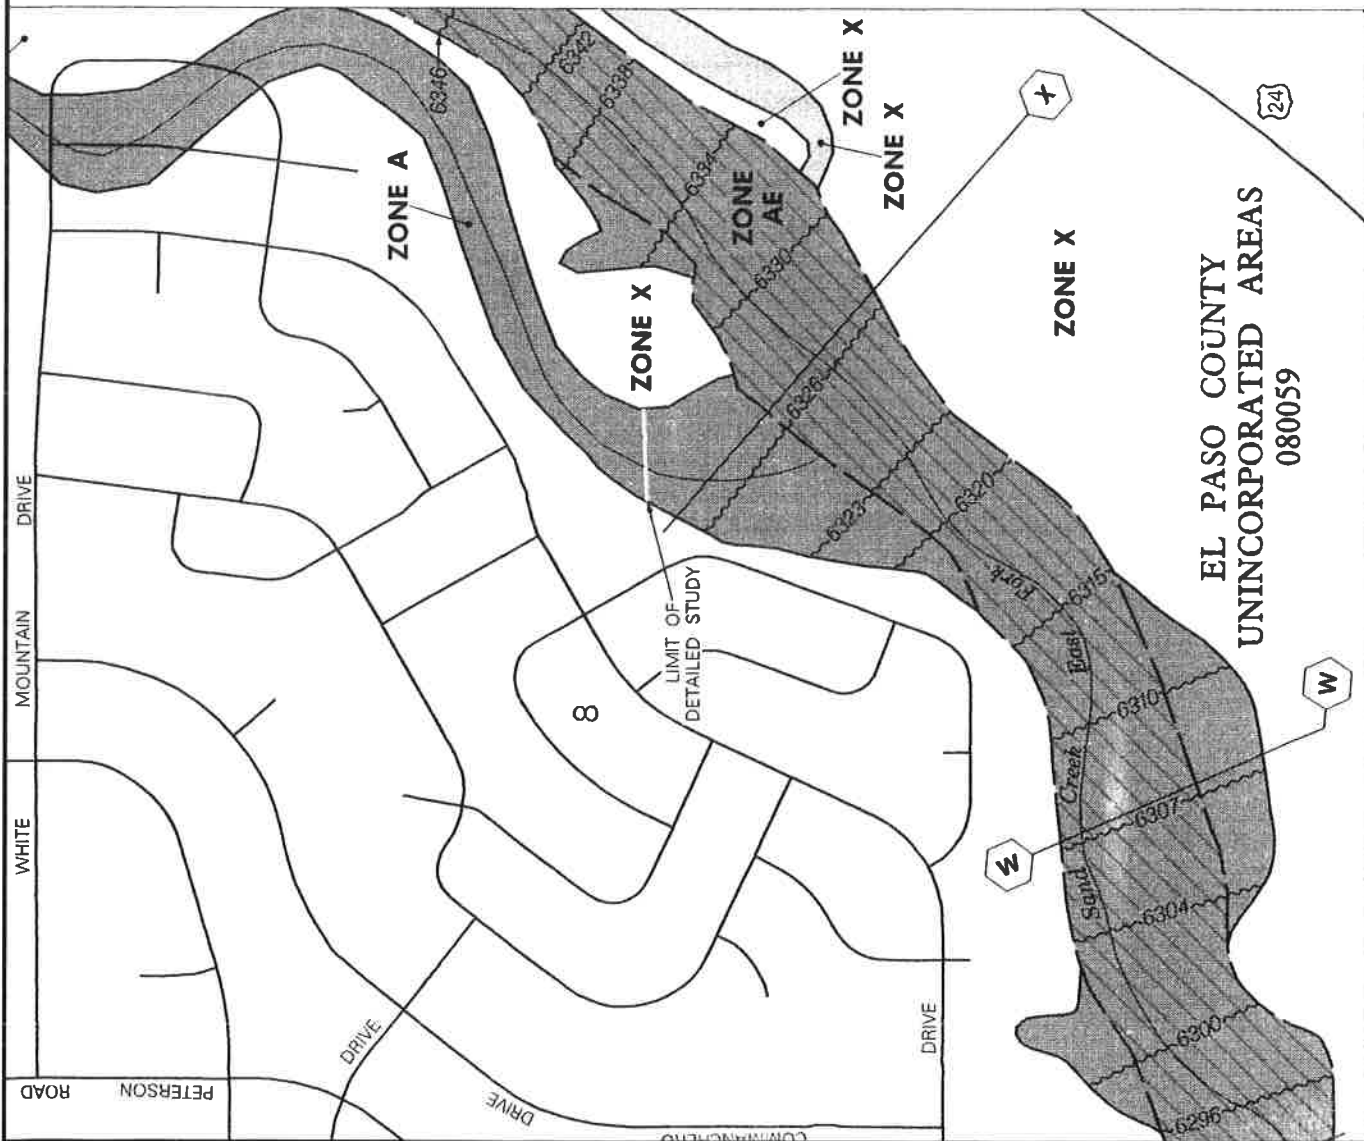 ZONE X
ZONE X
ZONE A
6346
6342
6338
6334
ZONE
AE
6330
X
24
ZONE X
ZONE X
6326
6323
6320
6315
6310
6307
6304
6300
6296
EL PASO COUNTY
UNINCORPORATED AREAS
080059
LIMIT OF
DETAILED STUDY
8
Sand Creek East Fork
W
W
WHITE MOUNTAIN DRIVE
PETERSON ROAD
DRIVE
DRIVE
DRIVE